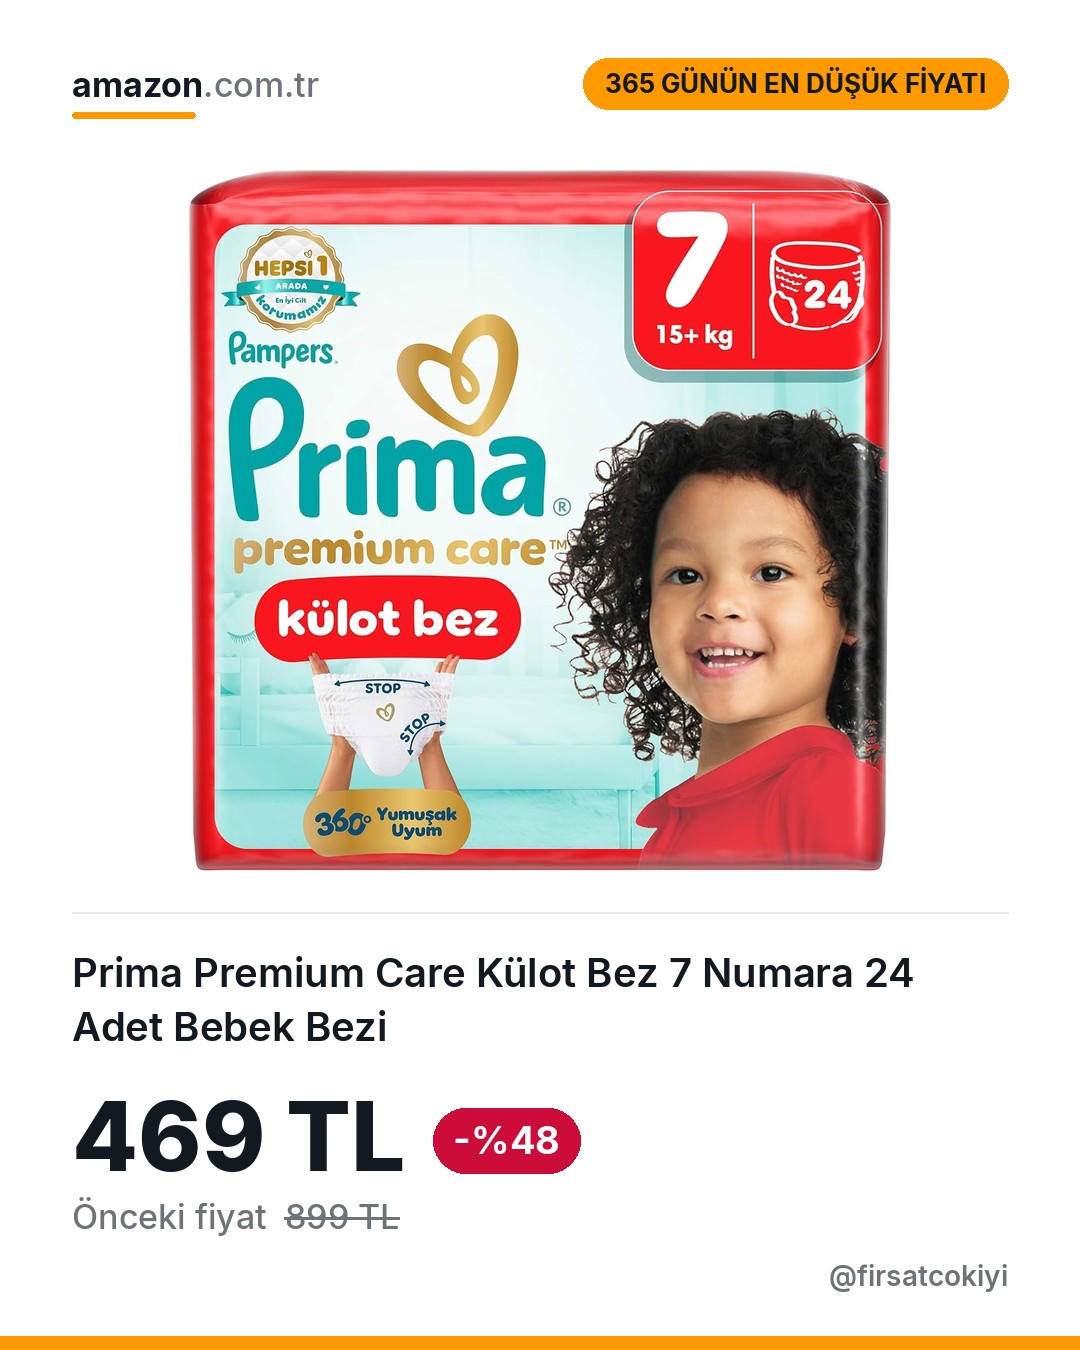 amazon.com.tr
365 GÜNÜN EN DÜŞÜK FİYATI
HEPSİ 1
ARADA
En İyi Cilt
korumamız
Pampers.
Prima®
premium care™
külot bez
7
15+ kg
24
STOP
STOP
360° Yumuşak
Uyum
Prima Premium Care Külot Bez 7 Numara 24
Adet Bebek Bezi
469 TL -%48
Önceki fiyat 899 TL
@firsatcokiyi